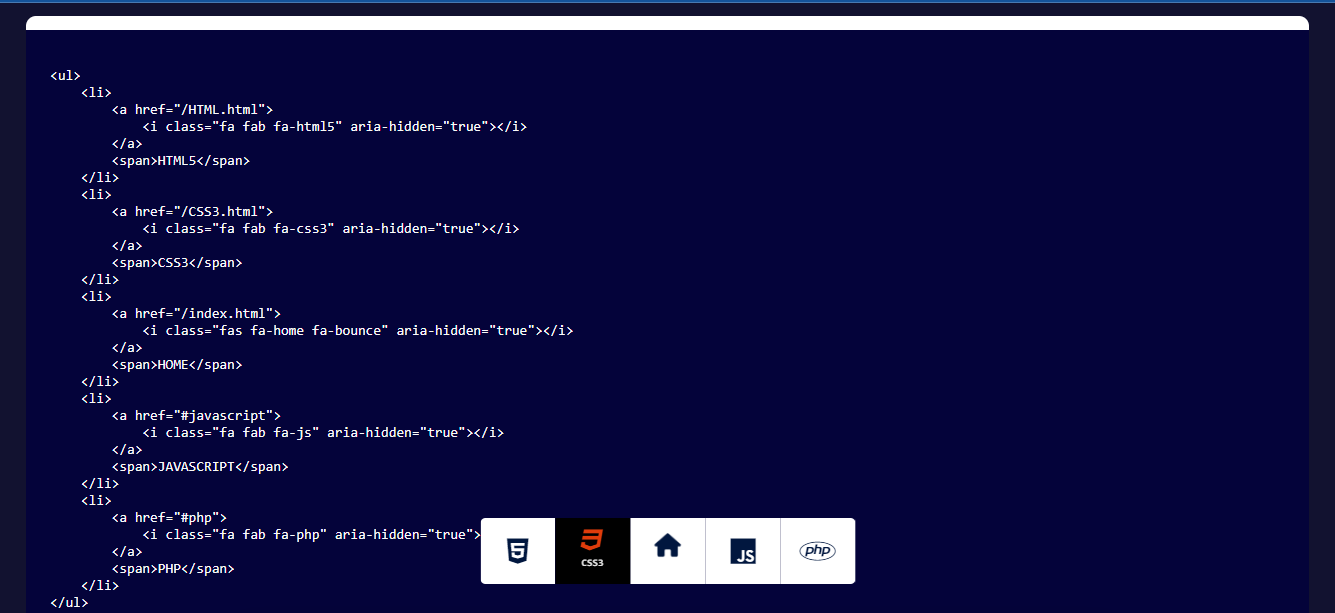 <ul>
    <li>
        <a href="/HTML.html">
            <i class="fa fab fa-html5" aria-hidden="true"></i>
        </a>
        <span>HTML5</span>
    </li>
    <li>
        <a href="/CSS3.html">
            <i class="fa fab fa-css3" aria-hidden="true"></i>
        </a>
        <span>CSS3</span>
    </li>
    <li>
        <a href="/index.html">
            <i class="fas fa-home fa-bounce" aria-hidden="true"></i>
        </a>
        <span>HOME</span>
    </li>
    <li>
        <a href="#javascript">
            <i class="fa fab fa-js" aria-hidden="true"></i>
        </a>
        <span>JAVASCRIPT</span>
    </li>
    <li>
        <a href="#php">
            <i class="fa fab fa-php" aria-hidden="true">
        </a>
        <span>PHP</span>
    </li>
</ul>
5
CSS3
JS
php